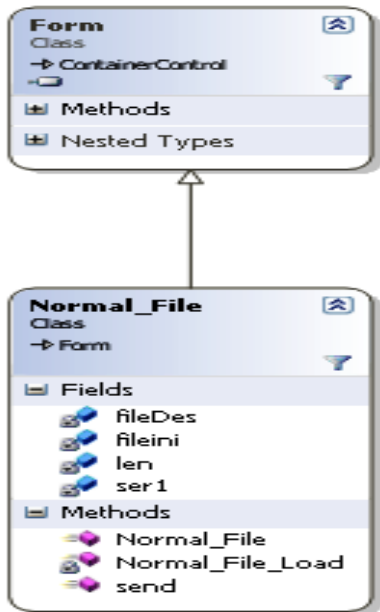 Form
Class
ContainerControl
Methods
Nested Types
Normal_File
Class
Form
Fields
fileDes
fileini
len
ser1
Methods
Normal_File
Normal_File_Load
send